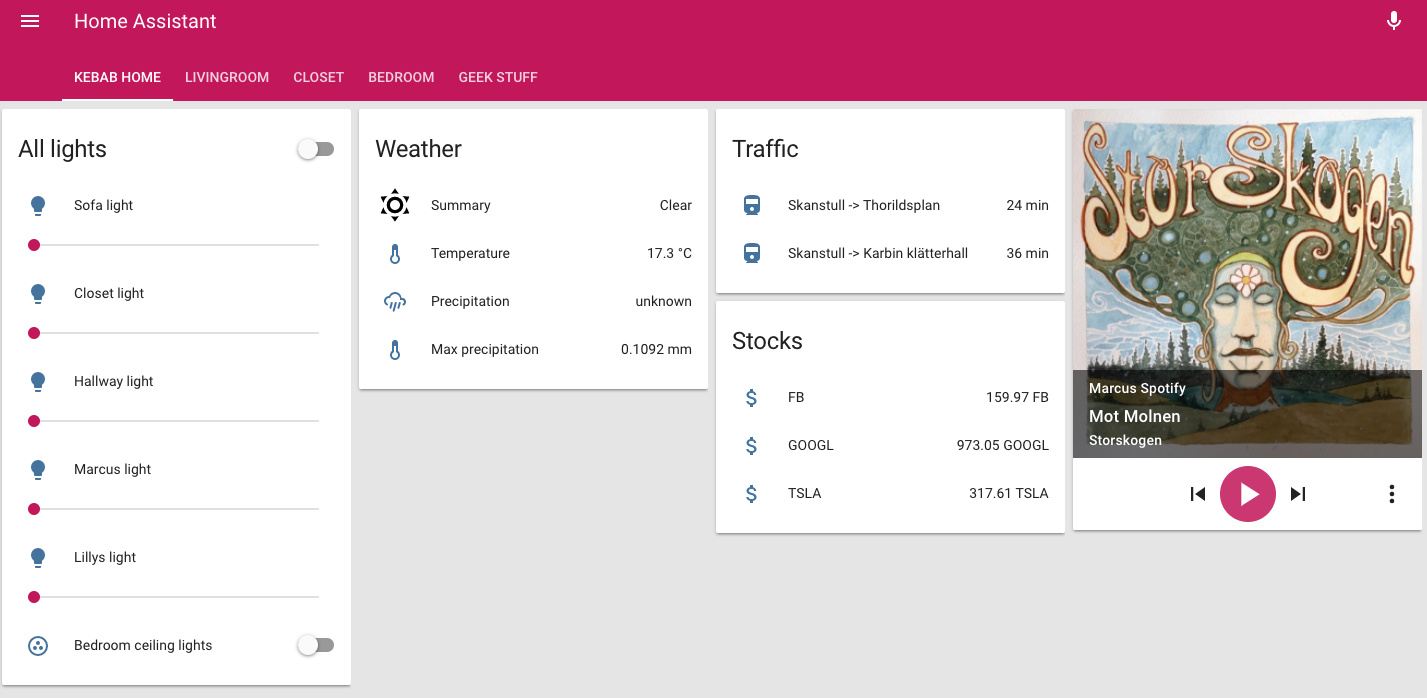 Home Assistant
KEBAB HOME LIVINGROOM CLOSET BEDROOM GEEK STUFF
All lights
Sofa light
Closet light
Hallway light
Marcus light
Lillys light
Bedroom ceiling lights
Weather
Summary Clear
Temperature 17.3 °C
Precipitation unknown
Max precipitation 0.1092 mm
Traffic
Skanstull -> Thorildsplan 24 min
Skanstull -> Karbin klätterhall 36 min
Stocks
FB 159.97 FB
GOOGL 973.05 GOOGL
TSLA 317.61 TSLA
StorSkogen
Marcus Spotify
Mot Molnen
Storskogen